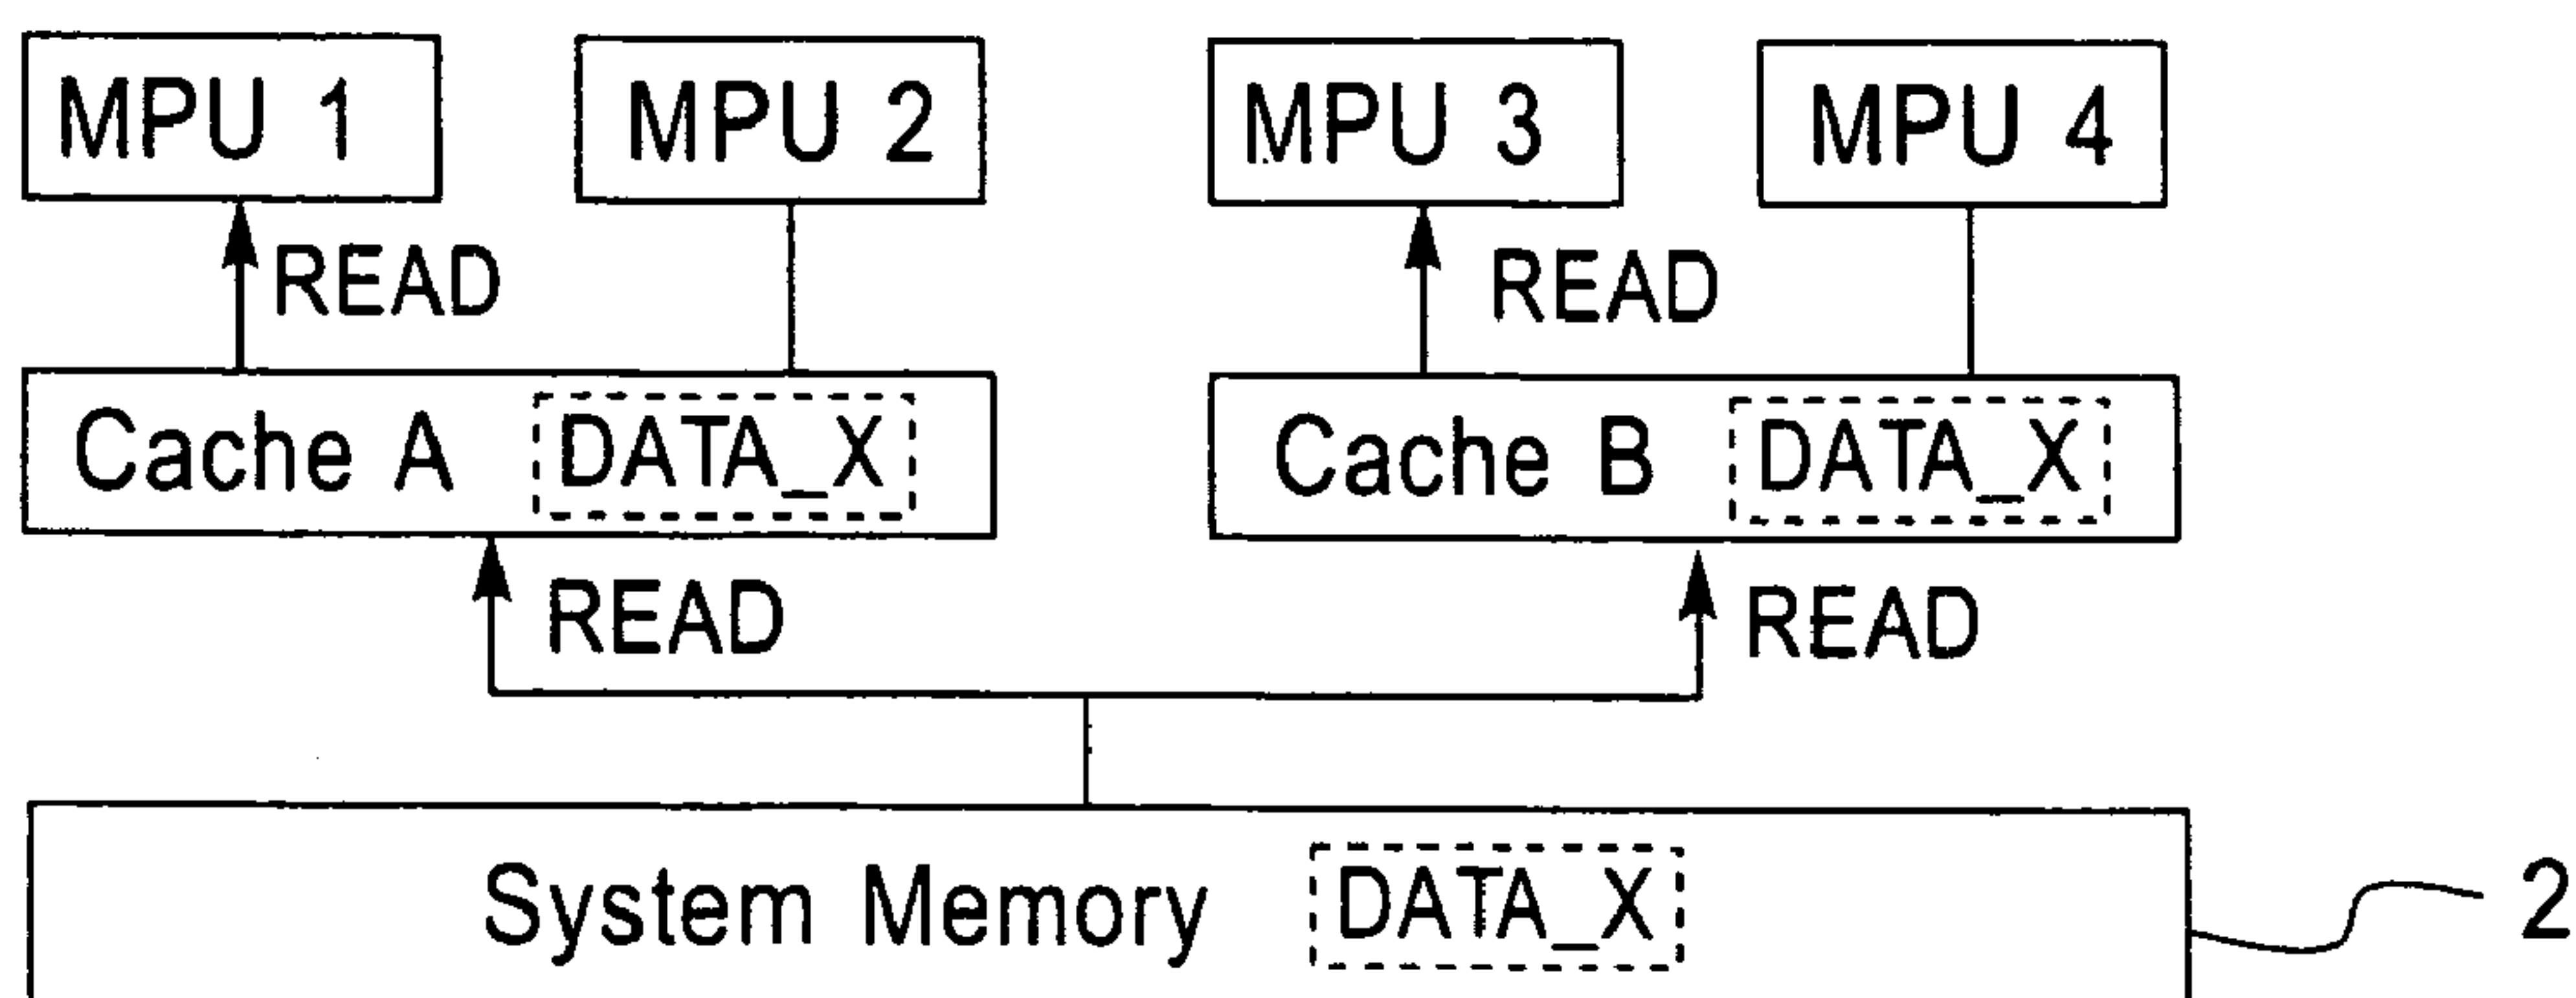 MPU 1 MPU 2 MPU 3 MPU 4
READ READ
Cache A DATA_X Cache B DATA_X
READ READ
System Memory DATA_X 2